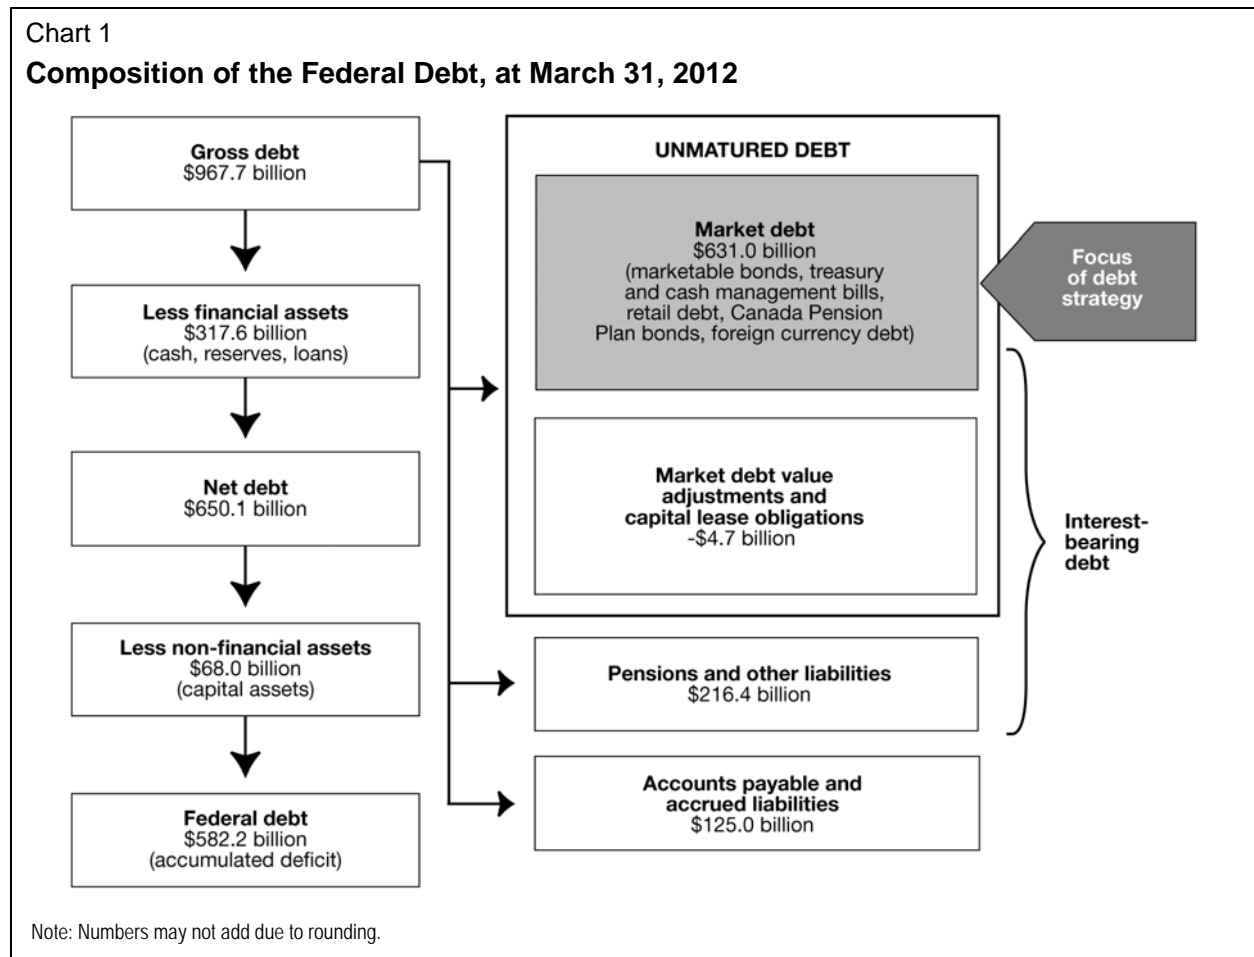 Chart 1
Composition of the Federal Debt, at March 31, 2012
Gross debt
$967.7 billion
Less financial assets
$317.6 billion
(cash, reserves, loans)
Net debt
$650.1 billion
Less non-financial assets
$68.0 billion
(capital assets)
Federal debt
$582.2 billion
(accumulated deficit)
UNMATURED DEBT
Market debt
$631.0 billion
(marketable bonds, treasury
and cash management bills,
retail debt, Canada Pension
Plan bonds, foreign currency debt)
Focus
of debt
strategy
Market debt value
adjustments and
capital lease obligations
-$4.7 billion
Interest-
bearing
debt
Pensions and other liabilities
$216.4 billion
Accounts payable and
accrued liabilities
$125.0 billion
Note: Numbers may not add due to rounding.